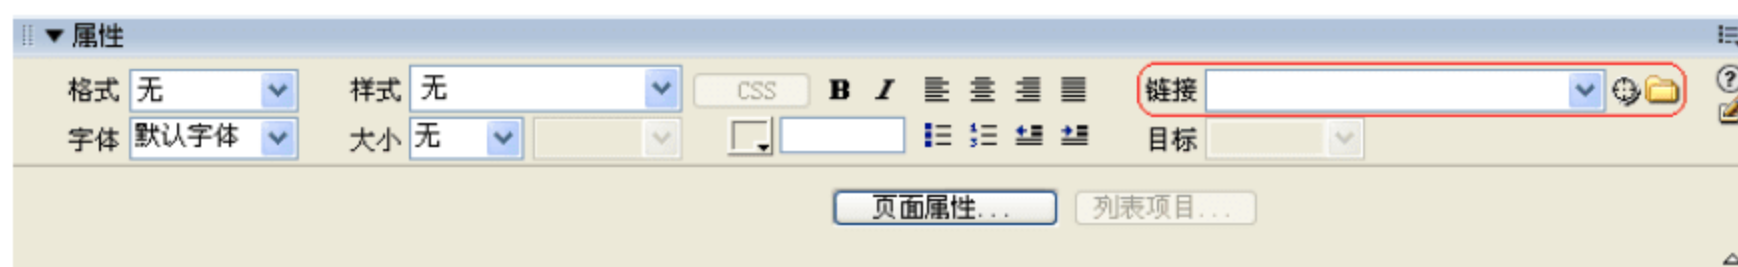 属性
格式 无 样式 无 CSS B I 链接
字体 默认字体 大小 无 目标
页面属性... 列表项目...